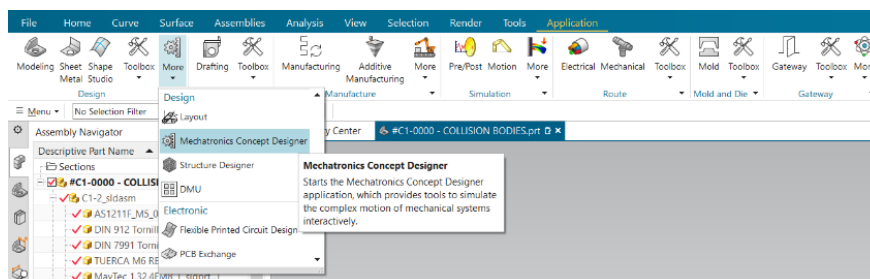 File Home Curve Surface Assemblies Analysis View Selection Render Tools Application
Modeling Sheet Metal Shape Studio Toolbox More Drafting Toolbox Manufacturing Additive Manufacturing More Pre/Post Motion More Electrical Mechanical Toolbox Mold Toolbox Gateway Toolbox
Design Manufacture Simulation Route Mold and Die Gateway
Menu No Selection Filter
Assembly Navigator
Descriptive Part Name
Sections
#C1-0000 - COLLIS
C1-2_sldasm
AS1211F_M5_0
DIN 912 Tornill
DIN 7991 Torni
TUERCA M6 RE
Design
Layout
Mechatronics Concept Designer
Structure Designer
DMU
Electronic
Flexible Printed Circuit Design
PCB Exchange
y Center #C1-0000 - COLLISION BODIES.prt
Mechatronics Concept Designer
Starts the Mechatronics Concept Designer
application, which provides tools to simulate
the complex motion of mechanical systems
interactively.